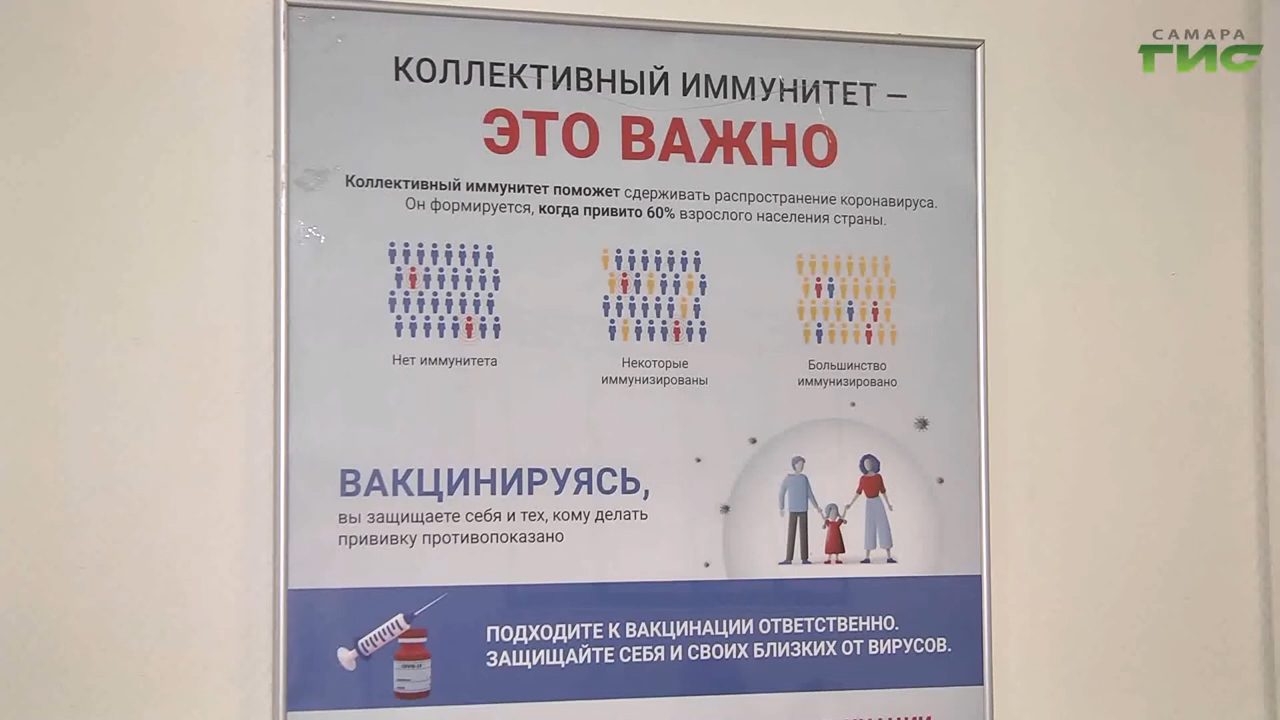 САМАРА
ГИС
КОЛЛЕКТИВНЫЙ ИММУНИТЕТ –
ЭТО ВАЖНО
Коллективный иммунитет поможет сдерживать распространение коронавируса.
Он формируется, когда привито 60% взрослого населения страны.
Нет иммунитета
Некоторые
иммунизированы
Большинство
иммунизировано
ВАКЦИНИРУЯСЬ,
вы защищаете себя и тех, кому делать
прививку противопоказано
COVID-19
ПОДХОДИТЕ К ВАКЦИНАЦИИ ОТВЕТСТВЕННО.
ЗАЩИЩАЙТЕ СЕБЯ И СВОИХ БЛИЗКИХ ОТ ВИРУСОВ.